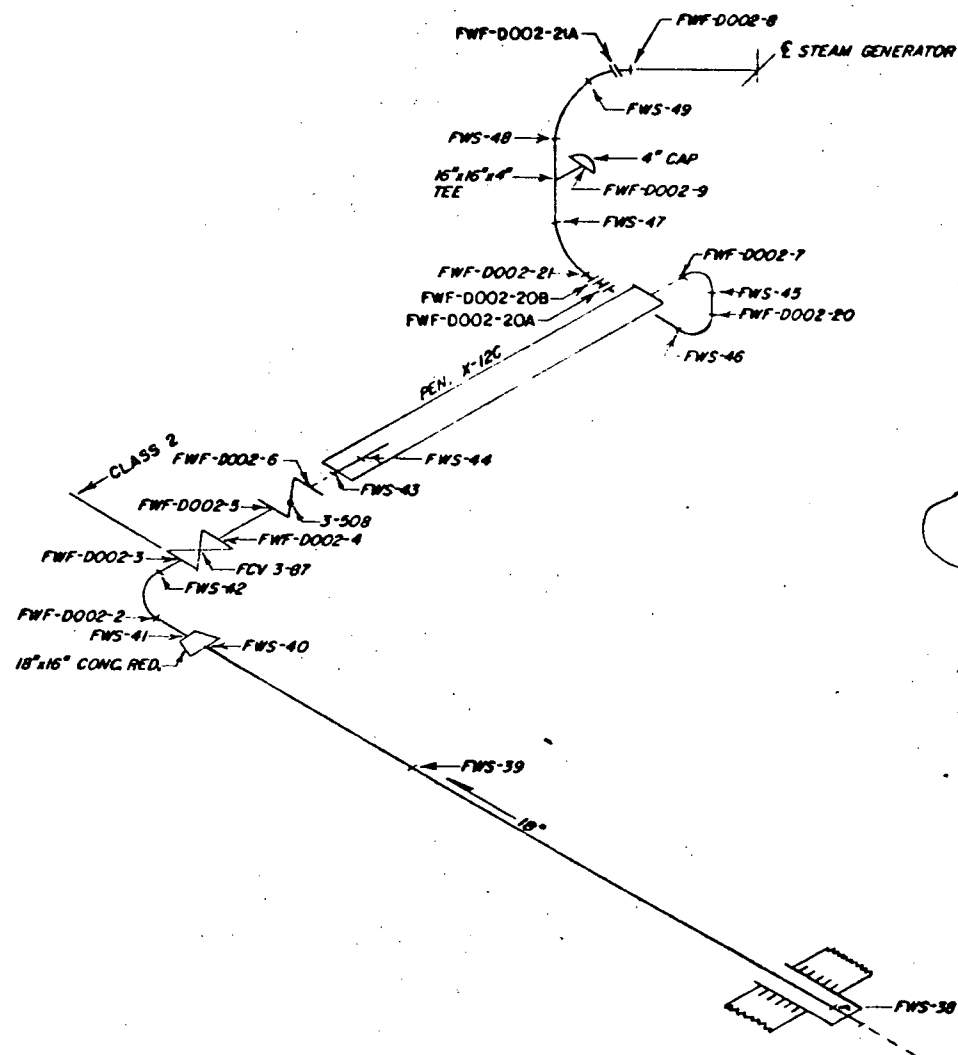 FWF-D002-21A
FWF-D002-8
℄ STEAM GENERATOR
FWS-49
FWS-48
4" CAP
16"x16"x4"
TEE
FWF-D002-9
FWS-47
FWF-D002-21
FWF-D002-7
FWF-D002-20B
FWS-45
FWF-D002-20A
FWF-D002-20
FWS-46
PEN. X-12C
CLASS 2
FWF-D002-6
FWS-44
FWS-43
FWF-D002-5
3-508
FWF-D002-4
FWF-D002-3
FCV 3-87
FWS-42
FWF-D002-2
FWS-41
FWS-40
18"x16" CONC. RED.
FWS-39
18"
FWS-38